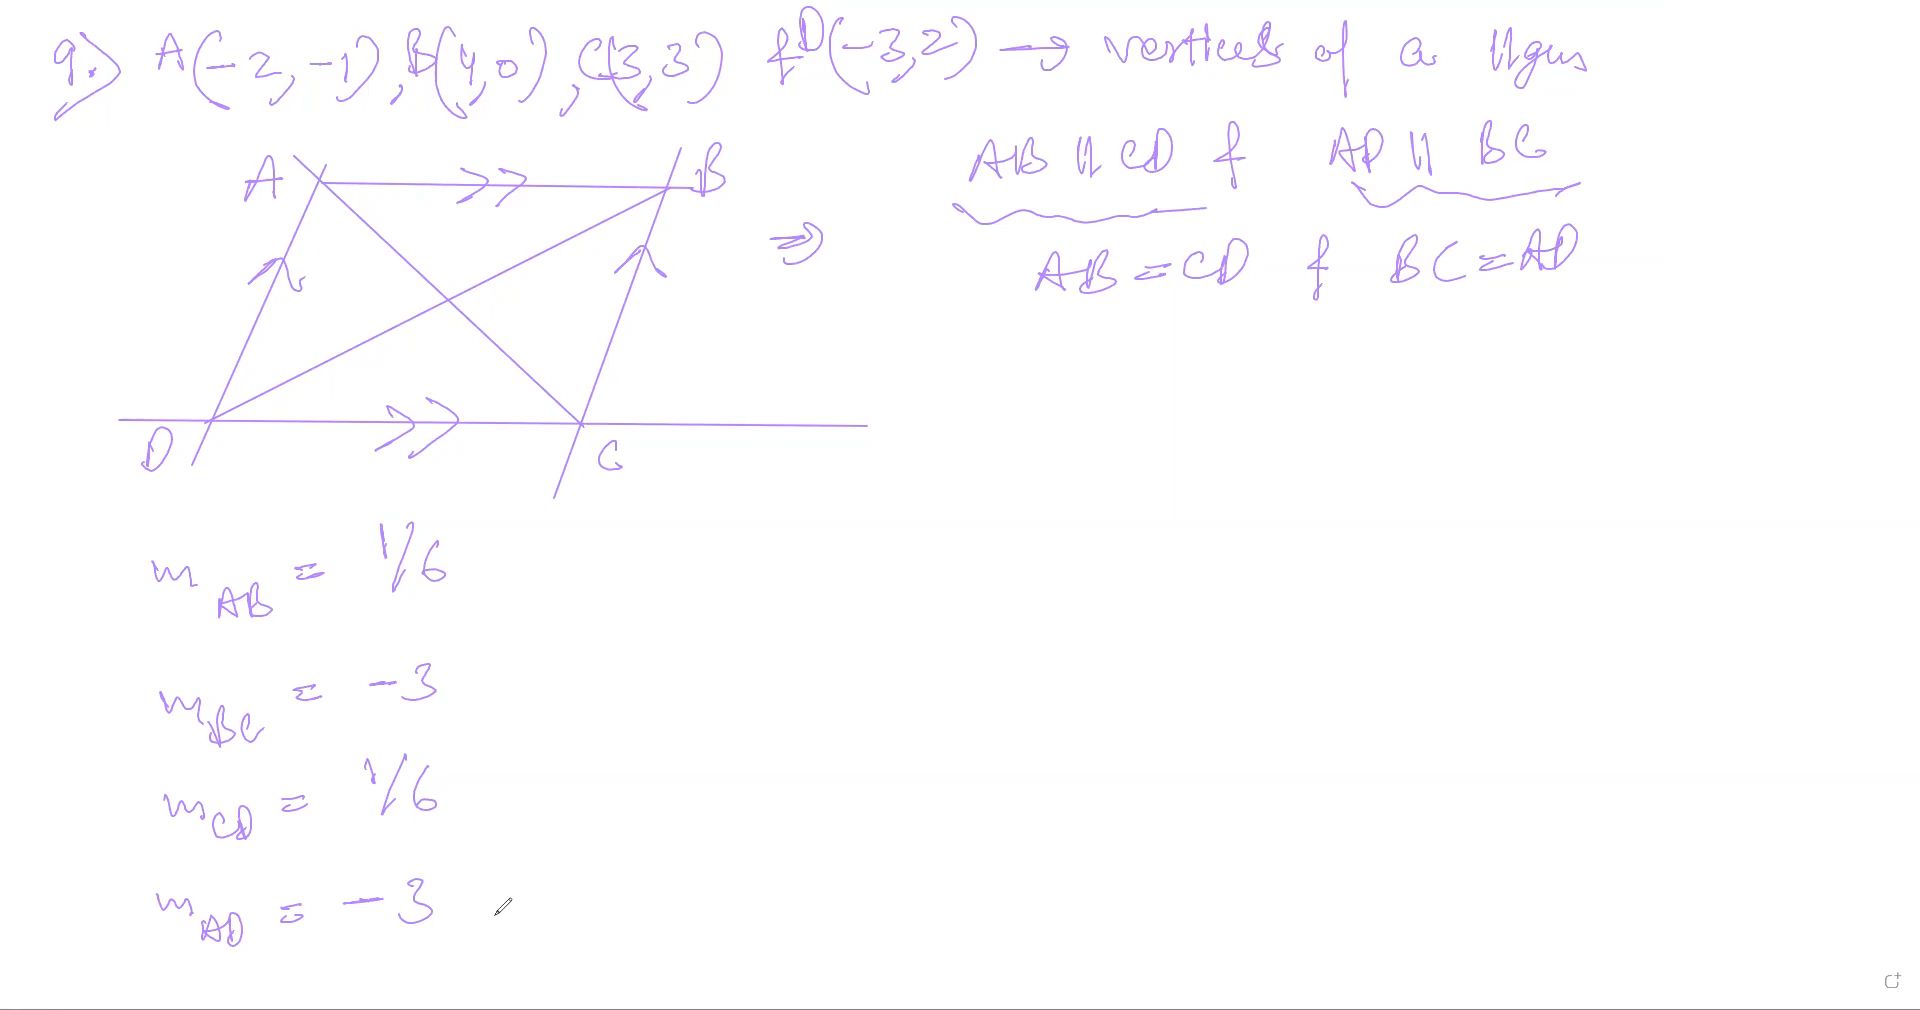 9.) A(-2,-1), B(4,0), C(3,3) & D(-3,2) → vertices of a ||gm
AB || CD & AD || BC
⇒ AB = CD & BC = AD
A B
D C
m_AB = 1/6
m_BC = -3
m_CD = 1/6
m_AD = -3